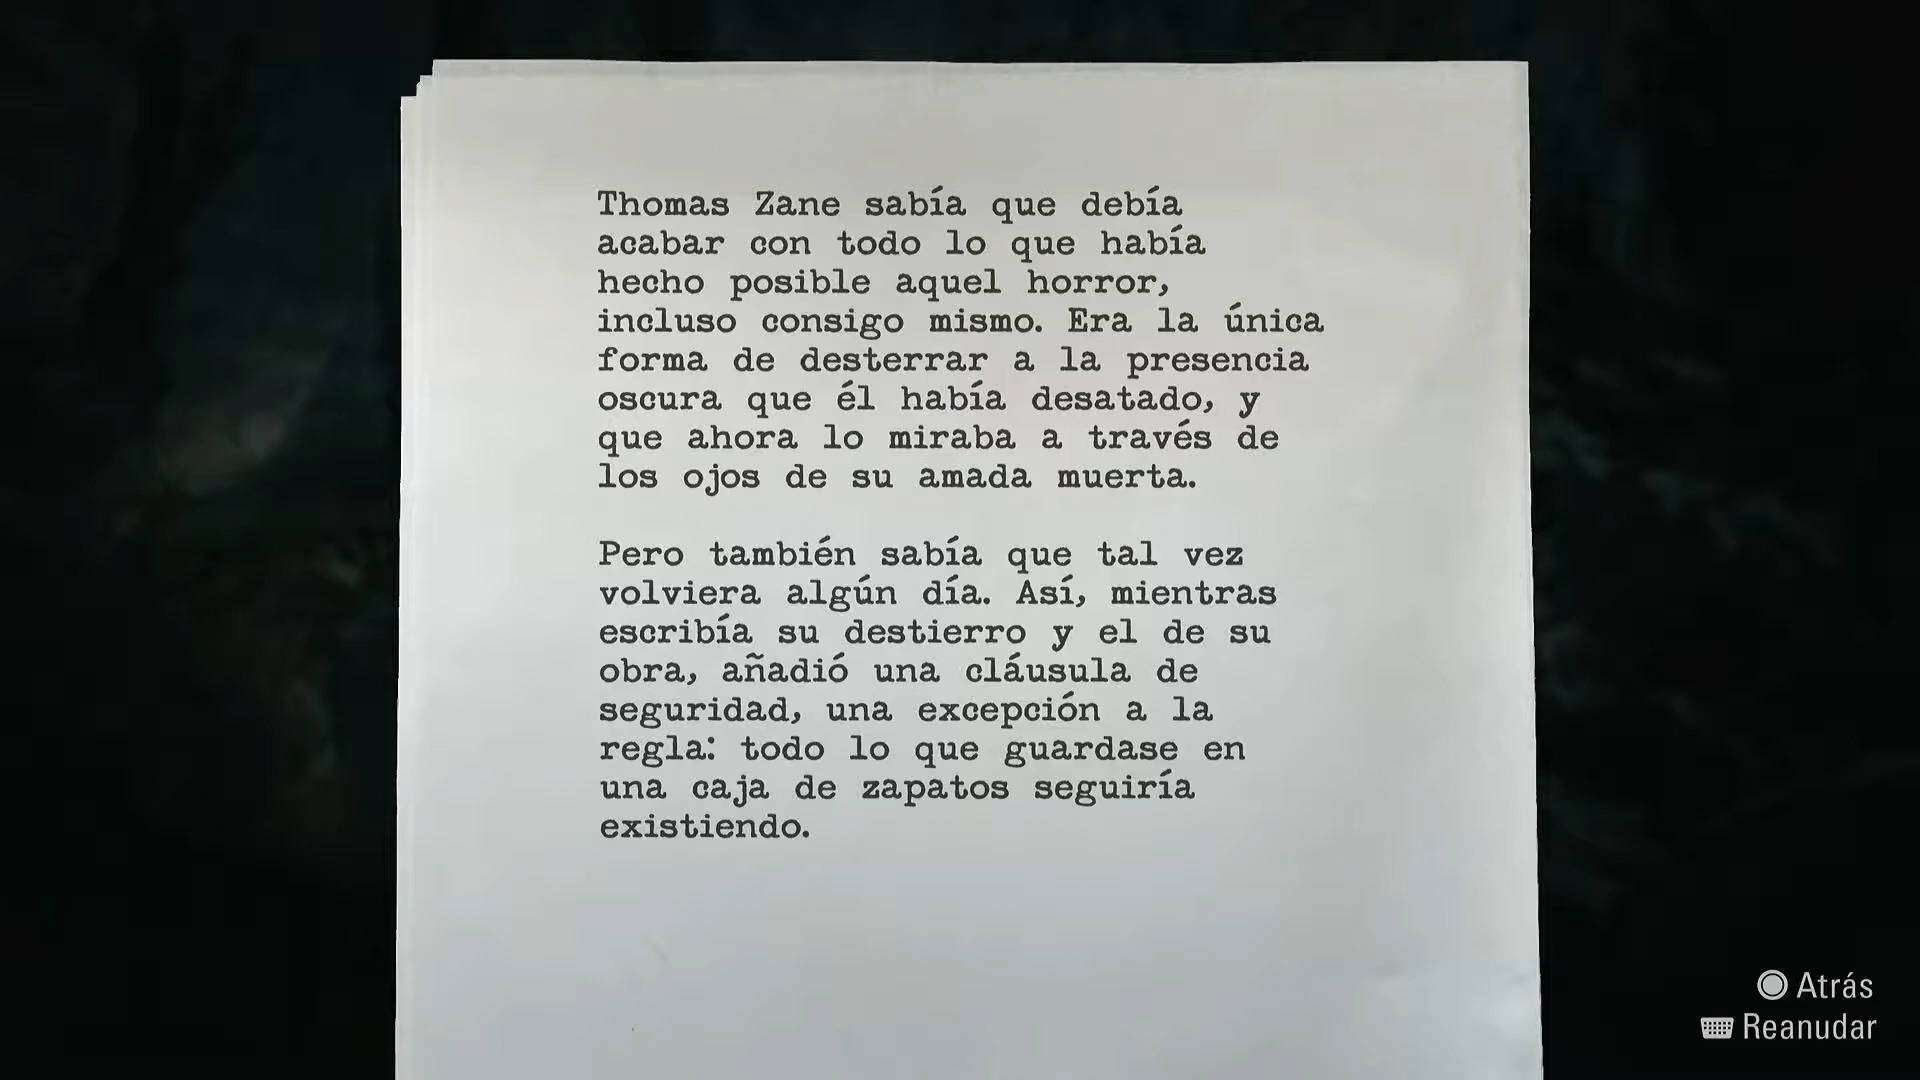 Thomas Zane sabía que debía
acabar con todo lo que había
hecho posible aquel horror,
incluso consigo mismo. Era la única
forma de desterrar a la presencia
oscura que él había desatado, y
que ahora lo miraba a través de
los ojos de su amada muerta.
Pero también sabía que tal vez
volviera algún día. Así, mientras
escribía su destierro y el de su
obra, añadió una cláusula de
seguridad, una excepción a la
regla: todo lo que guardase en
una caja de zapatos seguiría
existiendo.
Atrás
Reanudar